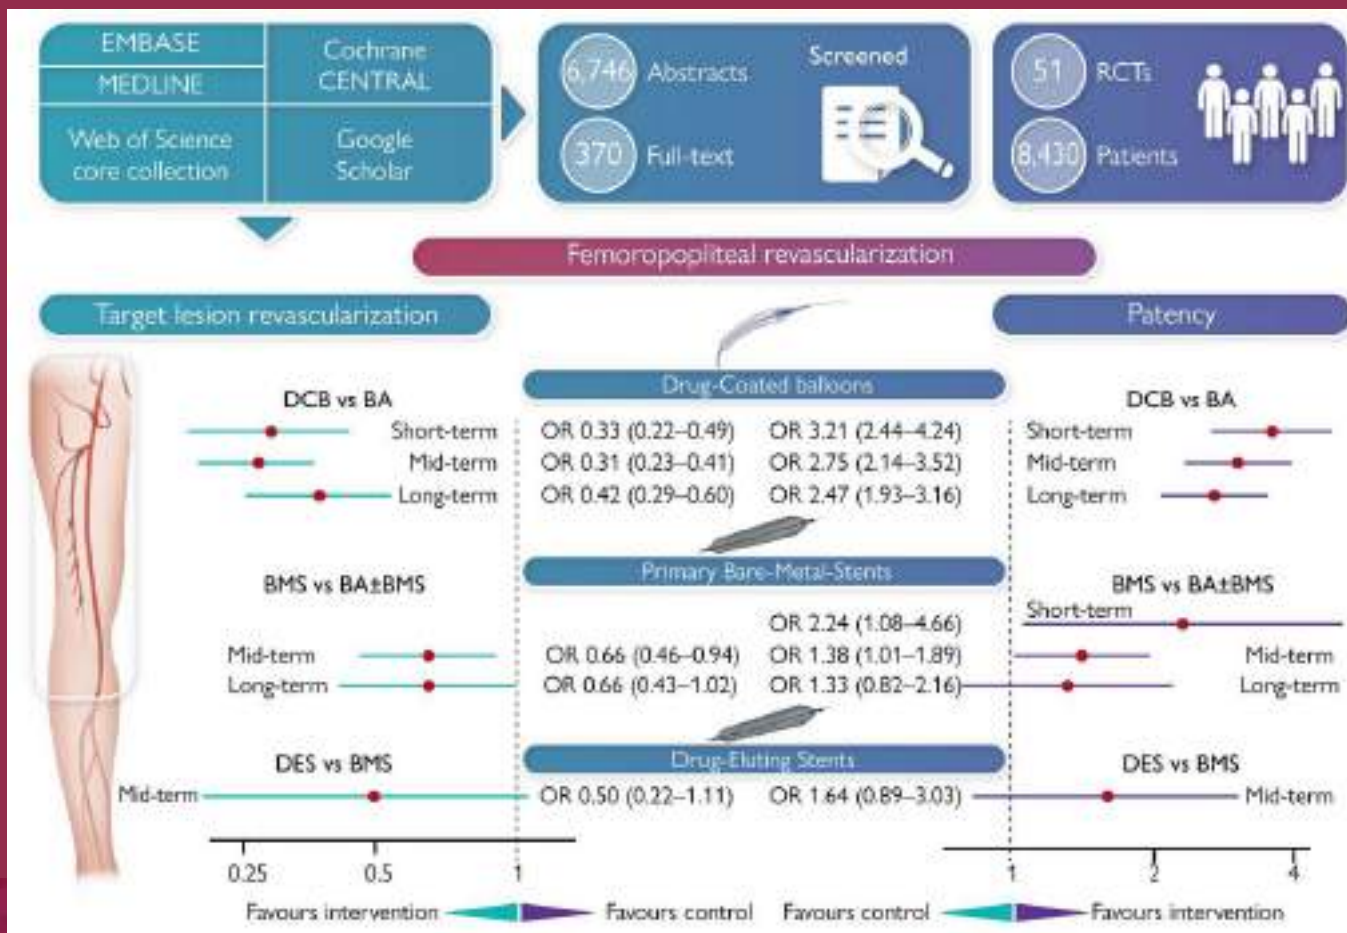 EMBASE
MEDLINE
Web of Science
core collection
Cochrane
CENTRAL
Google
Scholar
6,746 Abstracts
370 Full-text
Screened
51 RCTs
8,430 Patients
Femoropopliteal revascularization
Target lesion revascularization
Patency
Drug-Coated balloons
DCB vs BA
DCB vs BA
Short-term OR 0.33 (0.22–0.49) OR 3.21 (2.44–4.24) Short-term
Mid-term OR 0.31 (0.23–0.41) OR 2.75 (2.14–3.52) Mid-term
Long-term OR 0.42 (0.29–0.60) OR 2.47 (1.93–3.16) Long-term
Primary Bare-Metal-Stents
BMS vs BA±BMS
BMS vs BA±BMS
Short-term
OR 2.24 (1.08–4.66)
Mid-term OR 0.66 (0.46–0.94) OR 1.38 (1.01–1.89) Mid-term
Long-term OR 0.66 (0.43–1.02) OR 1.33 (0.82–2.16) Long-term
Drug-Eluting Stents
DES vs BMS
DES vs BMS
Mid-term OR 0.50 (0.22–1.11) OR 1.64 (0.89–3.03) Mid-term
0.25 0.5 1
1 2 4
Favours intervention Favours control
Favours control Favours intervention